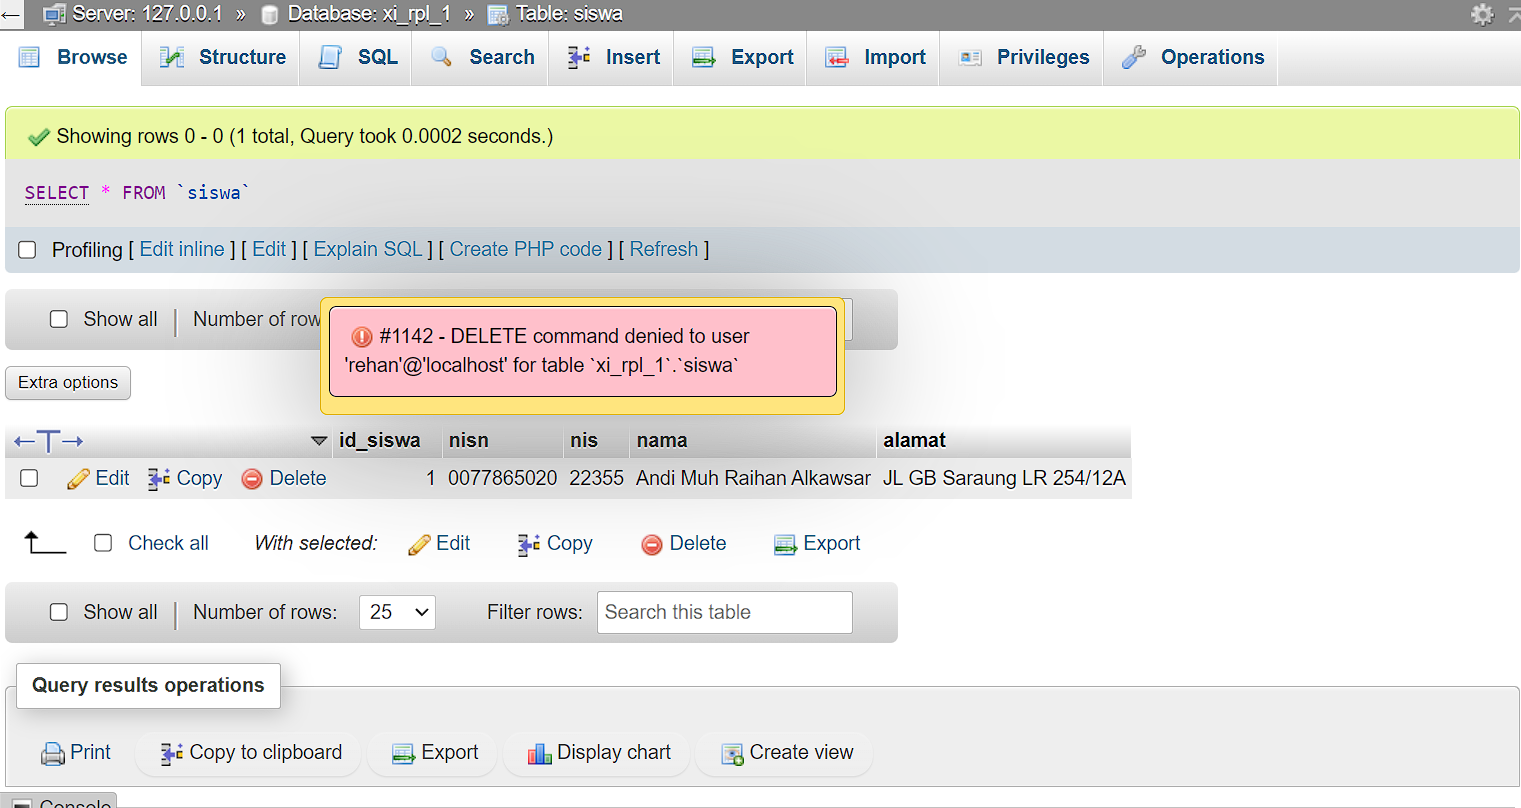 Server: 127.0.0.1 » Database: xi_rpl_1 » Table: siswa
Browse Structure SQL Search Insert Export Import Privileges Operations
Showing rows 0 - 0 (1 total, Query took 0.0002 seconds.)
SELECT * FROM `siswa`
Profiling [ Edit inline ] [ Edit ] [ Explain SQL ] [ Create PHP code ] [ Refresh ]
Show all Number of row
#1142 - DELETE command denied to user
'rehan'@'localhost' for table `xi_rpl_1`.`siswa`
Extra options
id_siswa nisn nis nama alamat
Edit Copy Delete 1 0077865020 22355 Andi Muh Raihan Alkawsar JL GB Saraung LR 254/12A
Check all With selected: Edit Copy Delete Export
Show all Number of rows: 25 Filter rows: Search this table
Query results operations
Print Copy to clipboard Export Display chart Create view
Console